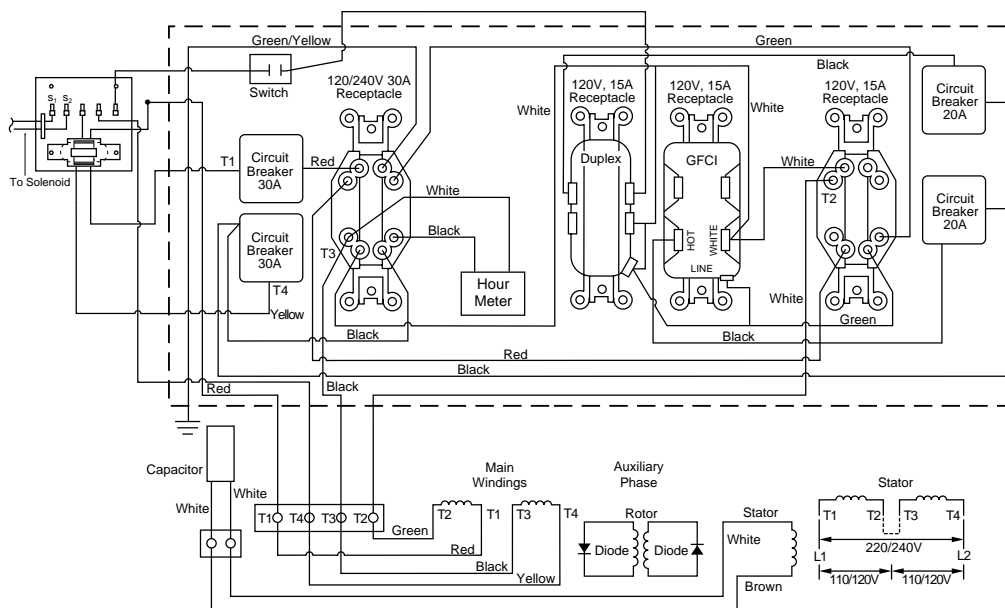 Green/Yellow
Switch
S1
S2
To Solenoid
120/240V 30A
Receptacle
T1
Circuit
Breaker
30A
Red
Circuit
Breaker
30A
T3
T4
Yellow
White
Black
Hour
Meter
Black
White
120V, 15A
Receptacle
Duplex
120V, 15A
Receptacle
GFCI
HOT
WHITE
LINE
White
White
Black
Green
120V, 15A
Receptacle
T2
White
Green
Circuit
Breaker
20A
Circuit
Breaker
20A
Black
Red
Black
Black
Red
Capacitor
White
White
T1
T4
T3
T2
Green
Main
Windings
T2
T1
T3
T4
Red
Black
Yellow
Auxiliary
Phase
Rotor
Diode
Diode
Stator
White
Brown
Stator
T1
T2
T3
T4
L1
220/240V
L2
110/120V
110/120V